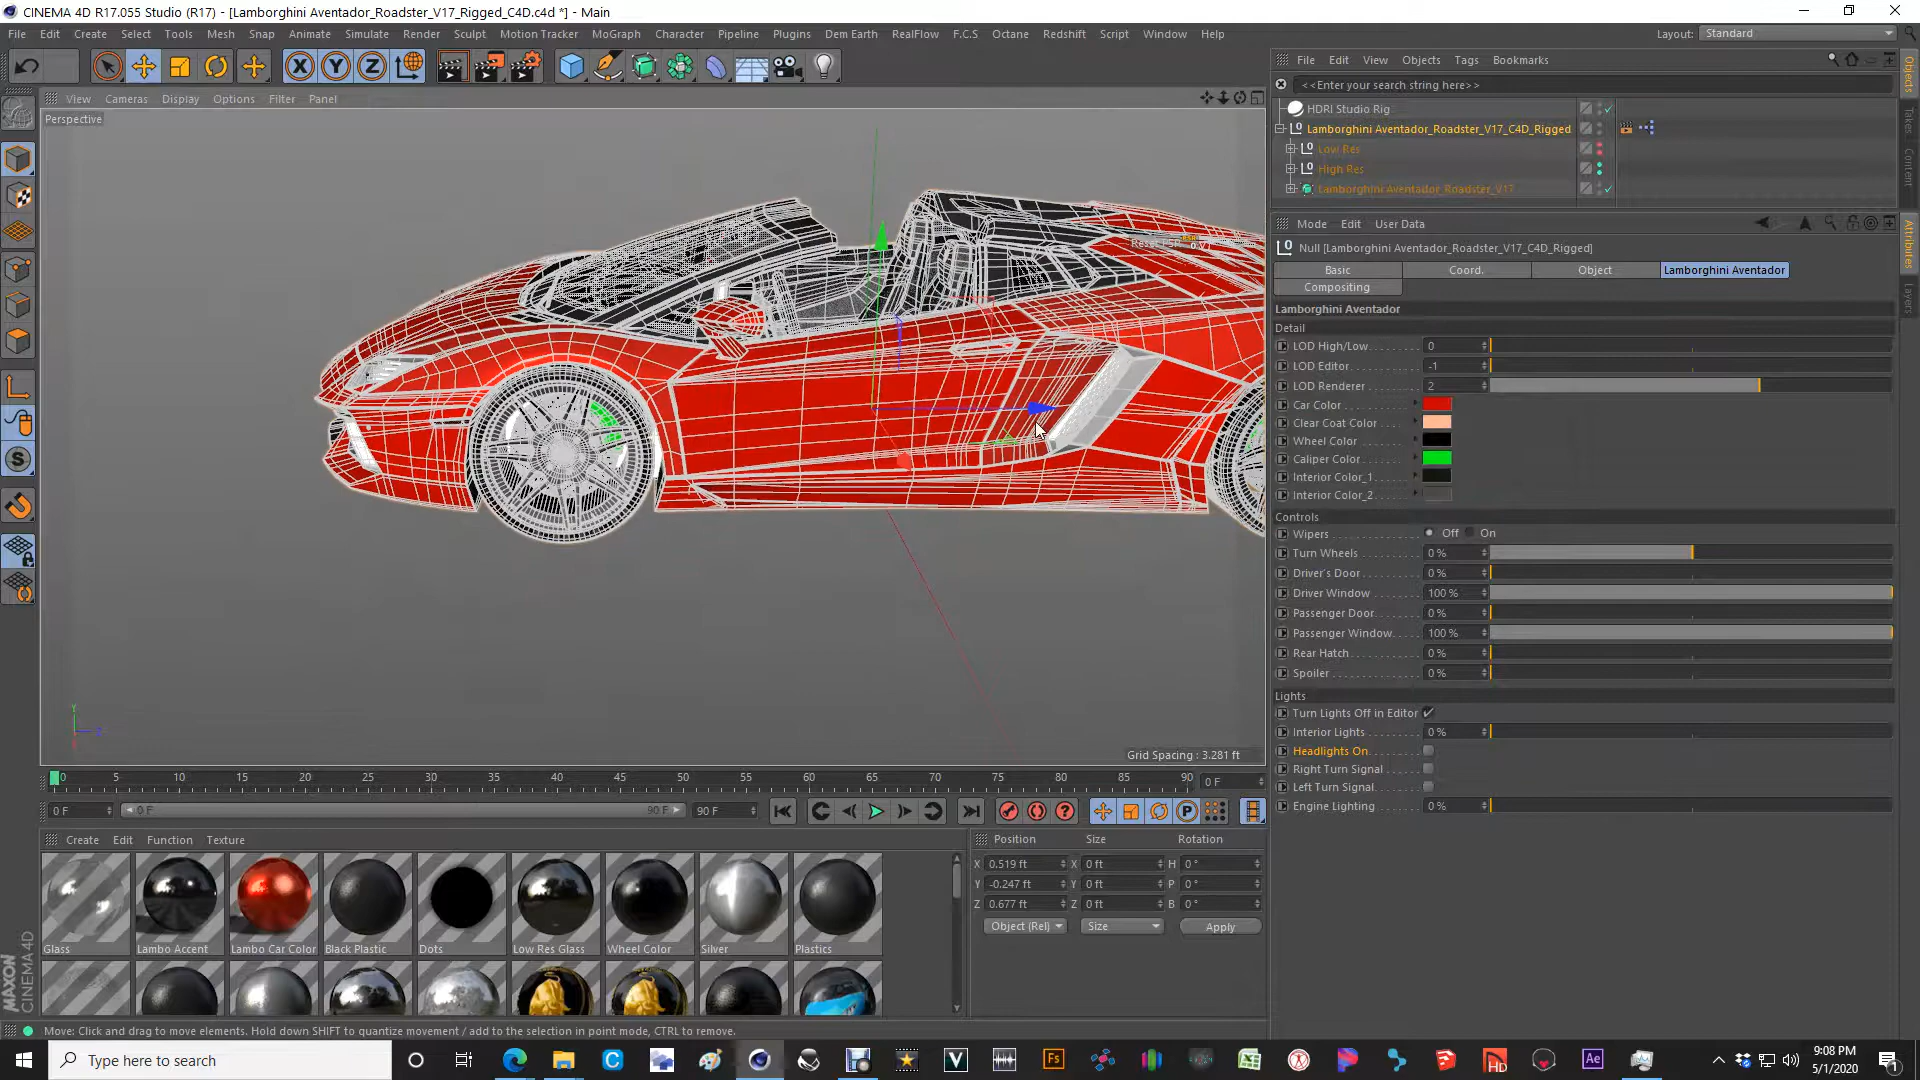 CINEMA 4D R17.055 Studio (R17) - [Lamborghini_Aventador_Roadster_V17_Rigged_C4D.c4d *] - Main
File Edit Create Select Tools Mesh Snap Animate Simulate Render Sculpt Motion Tracker MoGraph Character Pipeline Plugins Dem Earth RealFlow F.C.S Octane Redshift Script Window Help
Layout: Standard
View Cameras Display Options Filter Panel
Perspective
Reset PSR
Grid Spacing : 3.281 ft
0 5 10 15 20 25 30 35 40 45 50 55 60 65 70 75 80 85 90
0 F
0 F 0 F 90 F 90 F
Create Edit Function Texture
Glass Lambo Accent Lambo Car Color Black Plastic Dots Low Res Glass Wheel Color Silver Plastics
Position Size Rotation
X 0.519 ft X 0 ft H 0 °
Y -0.247 ft Y 0 ft P 0 °
Z 0.677 ft Z 0 ft B 0 °
Object (Rel) Size Apply
MAXON CINEMA 4D
Move: Click and drag to move elements. Hold down SHIFT to quantize movement / add to the selection in point mode, CTRL to remove.
File Edit View Objects Tags Bookmarks
<<Enter your search string here>>
HDRI Studio Rig
Lamborghini Aventador_Roadster_V17_C4D_Rigged
Low Res
High Res
Lamborghini Aventador_Roadster_V17
Objects
Takes
Content
Mode Edit User Data
Null [Lamborghini Aventador_Roadster_V17_C4D_Rigged]
Basic Coord. Object Lamborghini Aventador
Compositing
Attributes
Layers
Lamborghini Aventador
Detail
LOD High/Low 0
LOD Editor -1
LOD Renderer 2
Car Color
Clear Coat Color
Wheel Color
Caliper Color
Interior Color_1
Interior Color_2
Controls
Wipers Off On
Turn Wheels 0 %
Driver's Door 0 %
Driver Window 100 %
Passenger Door 0 %
Passenger Window 100 %
Rear Hatch 0 %
Spoiler 0 %
Lights
Turn Lights Off in Editor
Interior Lights 0 %
Headlights On
Right Turn Signal
Left Turn Signal
Engine Lighting 0 %
Type here to search
9:08 PM
5/1/2020